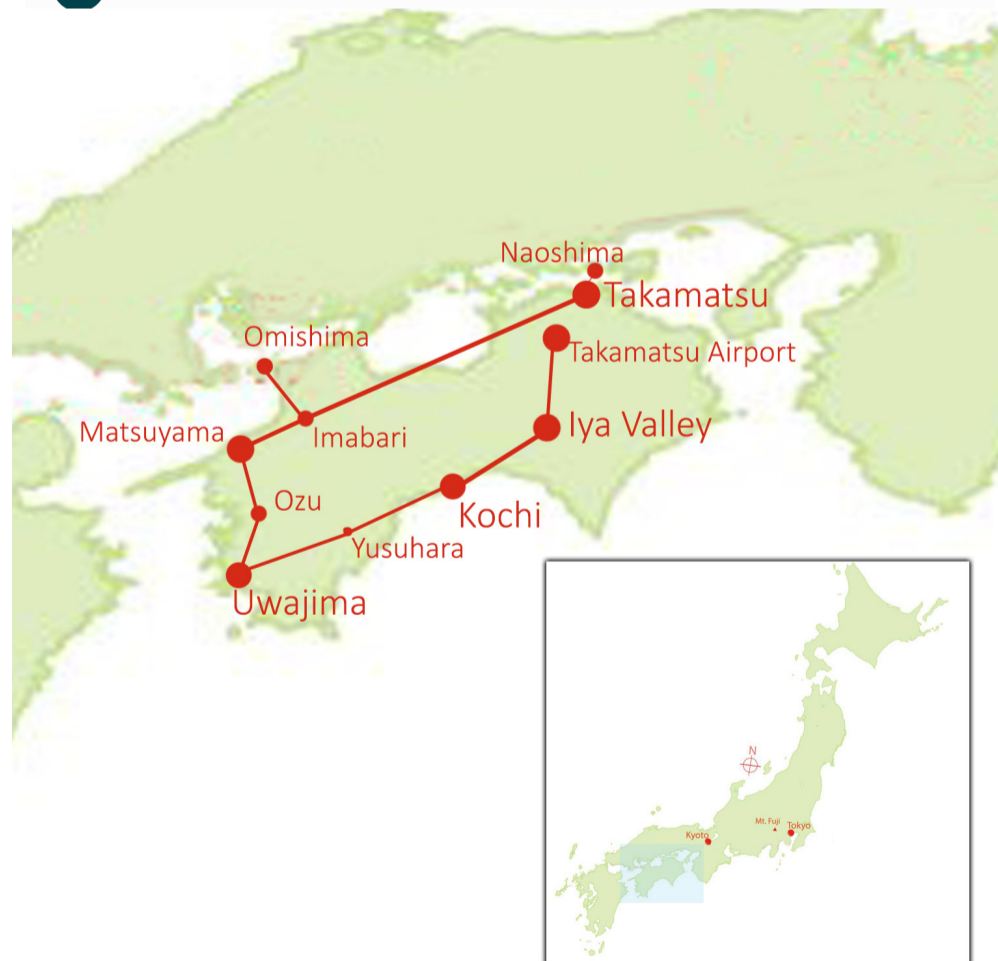 Naoshima
Takamatsu
Omishima
Takamatsu Airport
Matsuyama
Imabari
Iya Valley
Ozu
Kochi
Yusuhara
Uwajima
N
Mt. Fuji
Tokyo
Kyoto